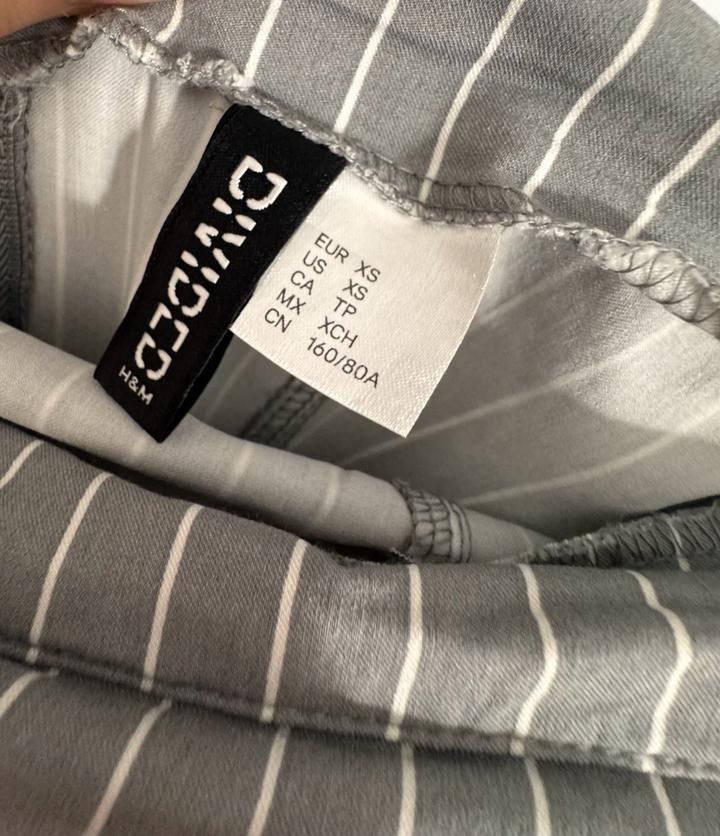 DIVIDED
H&M
EUR XS
US XS
CA TP
MX XCH
CN 160/80A